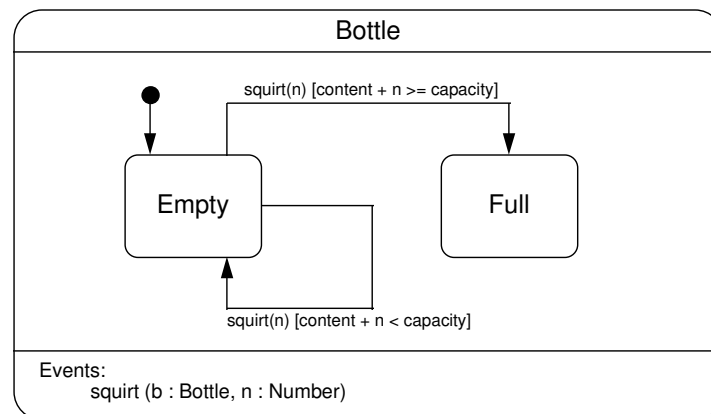 Bottle
squirt(n) [content + n >= capacity]
Empty
Full
squirt(n) [content + n < capacity]
Events:
squirt (b : Bottle, n : Number)